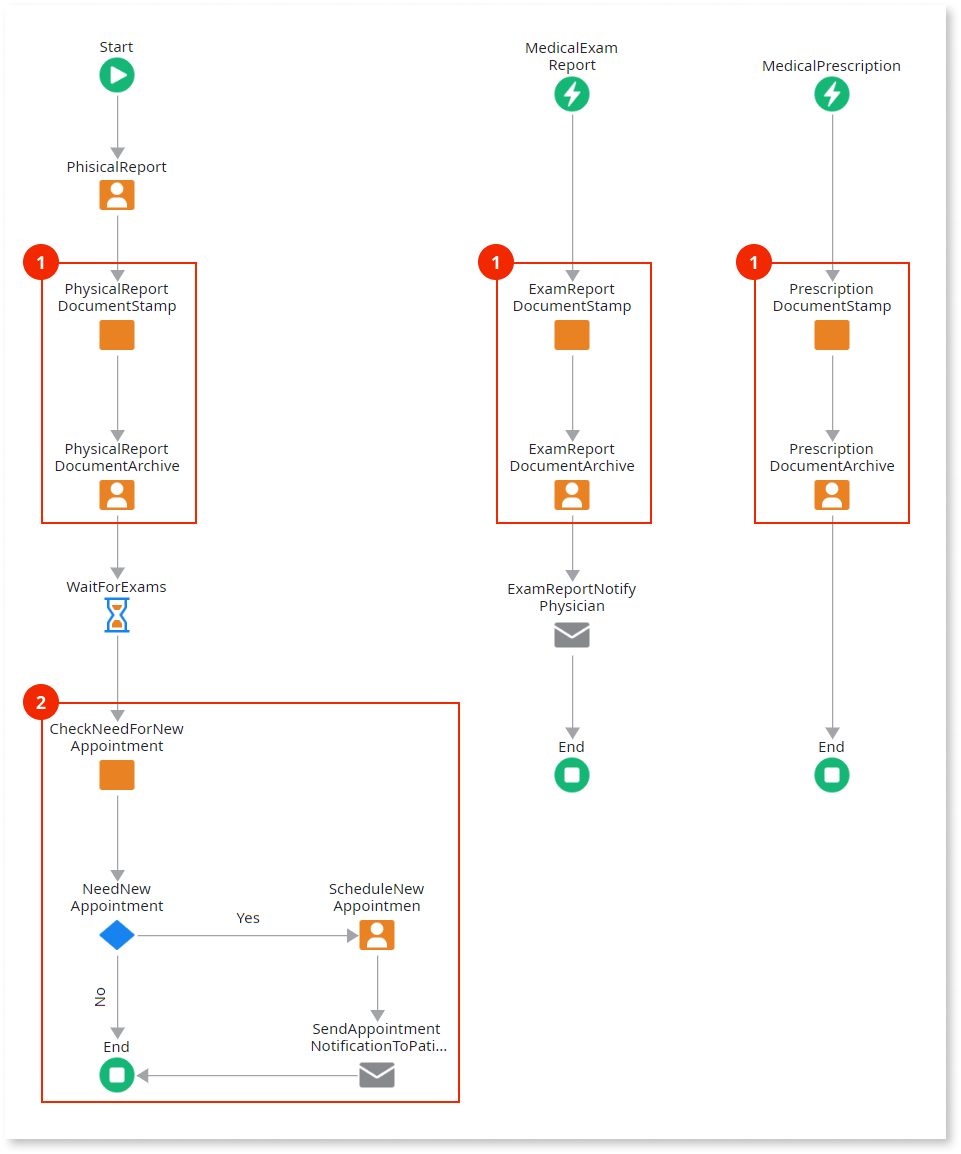 Start
PhisicalReport
1
PhysicalReport
DocumentStamp
PhysicalReport
DocumentArchive
WaitForExams
2
CheckNeedForNew
Appointment
NeedNew
Appointment
Yes
No
ScheduleNew
Appointmen
SendAppointment
NotificationToPati...
End
MedicalExam
Report
1
ExamReport
DocumentStamp
ExamReport
DocumentArchive
ExamReportNotify
Physician
End
MedicalPrescription
1
Prescription
DocumentStamp
Prescription
DocumentArchive
End